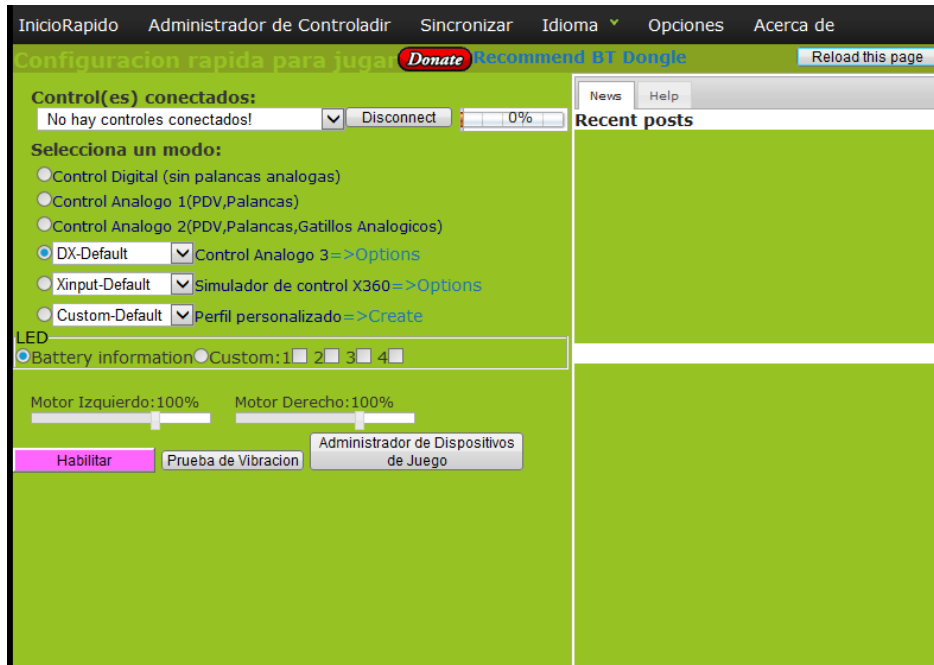 InicioRapido Administrador de Controladir Sincronizar Idioma Opciones Acerca de
Configuracion rapida para jugar Donate Recommend BT Dongle Reload this page
Control(es) conectados:
No hay controles conectados! Disconnect 0%
Selecciona un modo:
Control Digital (sin palancas analogas)
Control Analogo 1(PDV,Palancas)
Control Analogo 2(PDV,Palancas,Gatillos Analogicos)
DX-Default Control Analogo 3=>Options
Xinput-Default Simulador de control X360=>Options
Custom-Default Perfil personalizado=>Create
LED
Battery information Custom:1 2 3 4
Motor Izquierdo:100% Motor Derecho:100%
Habilitar Prueba de Vibracion Administrador de Dispositivos
de Juego
News Help
Recent posts